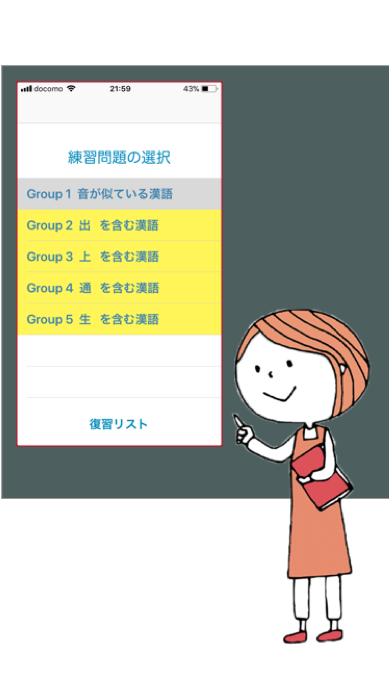 docomo 21:59 43%
練習問題の選択
Group 1 音が似ている漢語
Group 2 出 を含む漢語
Group 3 上 を含む漢語
Group 4 通 を含む漢語
Group 5 生 を含む漢語
復習リスト